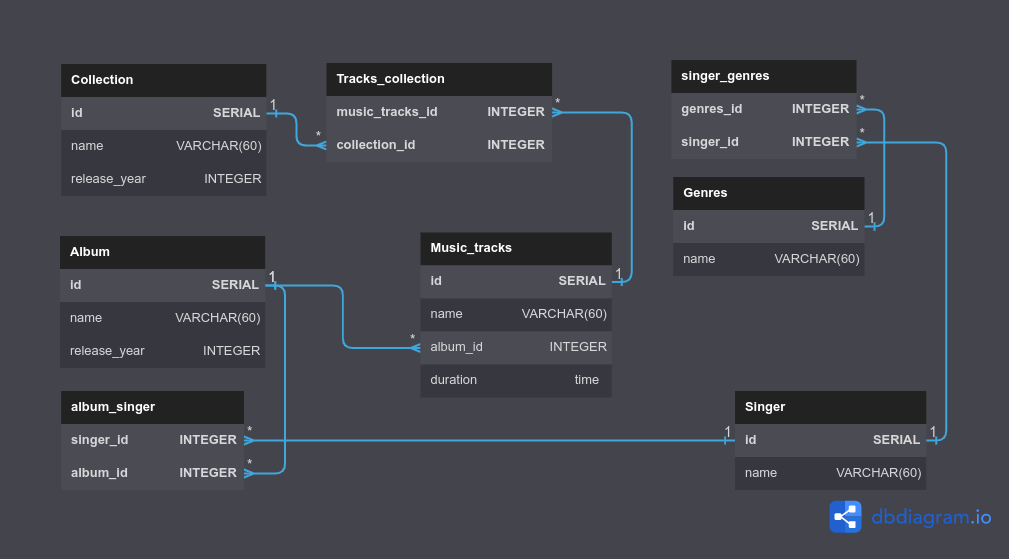 Collection
id SERIAL
name VARCHAR(60)
release_year INTEGER
1
*
Tracks_collection
music_tracks_id INTEGER
collection_id INTEGER
*
singer_genres
genres_id INTEGER
singer_id INTEGER
*
*
Genres
id SERIAL
name VARCHAR(60)
1
Album
id SERIAL
name VARCHAR(60)
release_year INTEGER
1
*
Music_tracks
id SERIAL
name VARCHAR(60)
album_id INTEGER
duration time
1
album_singer
singer_id INTEGER
album_id INTEGER
*
*
1
Singer
id SERIAL
name VARCHAR(60)
1
dbdiagram.io